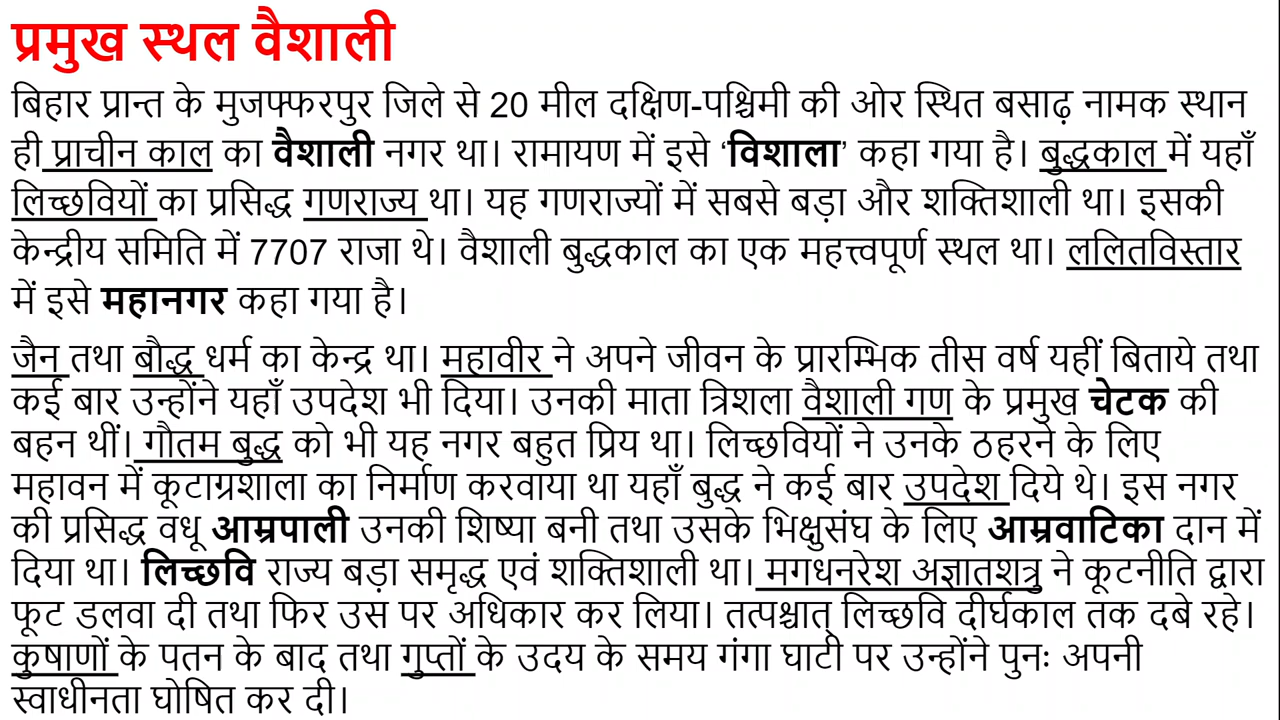 प्रमुख स्थल वैशाली
बिहार प्रान्त के मुजफ्फरपुर जिले से 20 मील दक्षिण-पश्चिमी की ओर स्थित बसाढ़ नामक स्थान
ही प्राचीन काल का वैशाली नगर था। रामायण में इसे ‘विशाला’ कहा गया है। बुद्धकाल में यहाँ
लिच्छवियों का प्रसिद्ध गणराज्य था। यह गणराज्यों में सबसे बड़ा और शक्तिशाली था। इसकी
केन्द्रीय समिति में 7707 राजा थे। वैशाली बुद्धकाल का एक महत्त्वपूर्ण स्थल था। ललितविस्तार
में इसे महानगर कहा गया है।
जैन तथा बौद्ध धर्म का केन्द्र था। महावीर ने अपने जीवन के प्रारम्भिक तीस वर्ष यहीं बिताये तथा
कई बार उन्होंने यहाँ उपदेश भी दिया। उनकी माता त्रिशला वैशाली गण के प्रमुख चेटक की
बहन थीं। गौतम बुद्ध को भी यह नगर बहुत प्रिय था। लिच्छवियों ने उनके ठहरने के लिए
महावन में कूटाग्रशाला का निर्माण करवाया था यहाँ बुद्ध ने कई बार उपदेश दिये थे। इस नगर
की प्रसिद्ध वधू आम्रपाली उनकी शिष्या बनी तथा उसके भिक्षुसंघ के लिए आम्रवाटिका दान में
दिया था। लिच्छवि राज्य बड़ा समृद्ध एवं शक्तिशाली था। मगधनरेश अज्ञातशत्रु ने कूटनीति द्वारा
फूट डलवा दी तथा फिर उस पर अधिकार कर लिया। तत्पश्चात् लिच्छवि दीर्घकाल तक दबे रहे।
कुषाणों के पतन के बाद तथा गुप्तों के उदय के समय गंगा घाटी पर उन्होंने पुनः अपनी
स्वाधीनता घोषित कर दी।